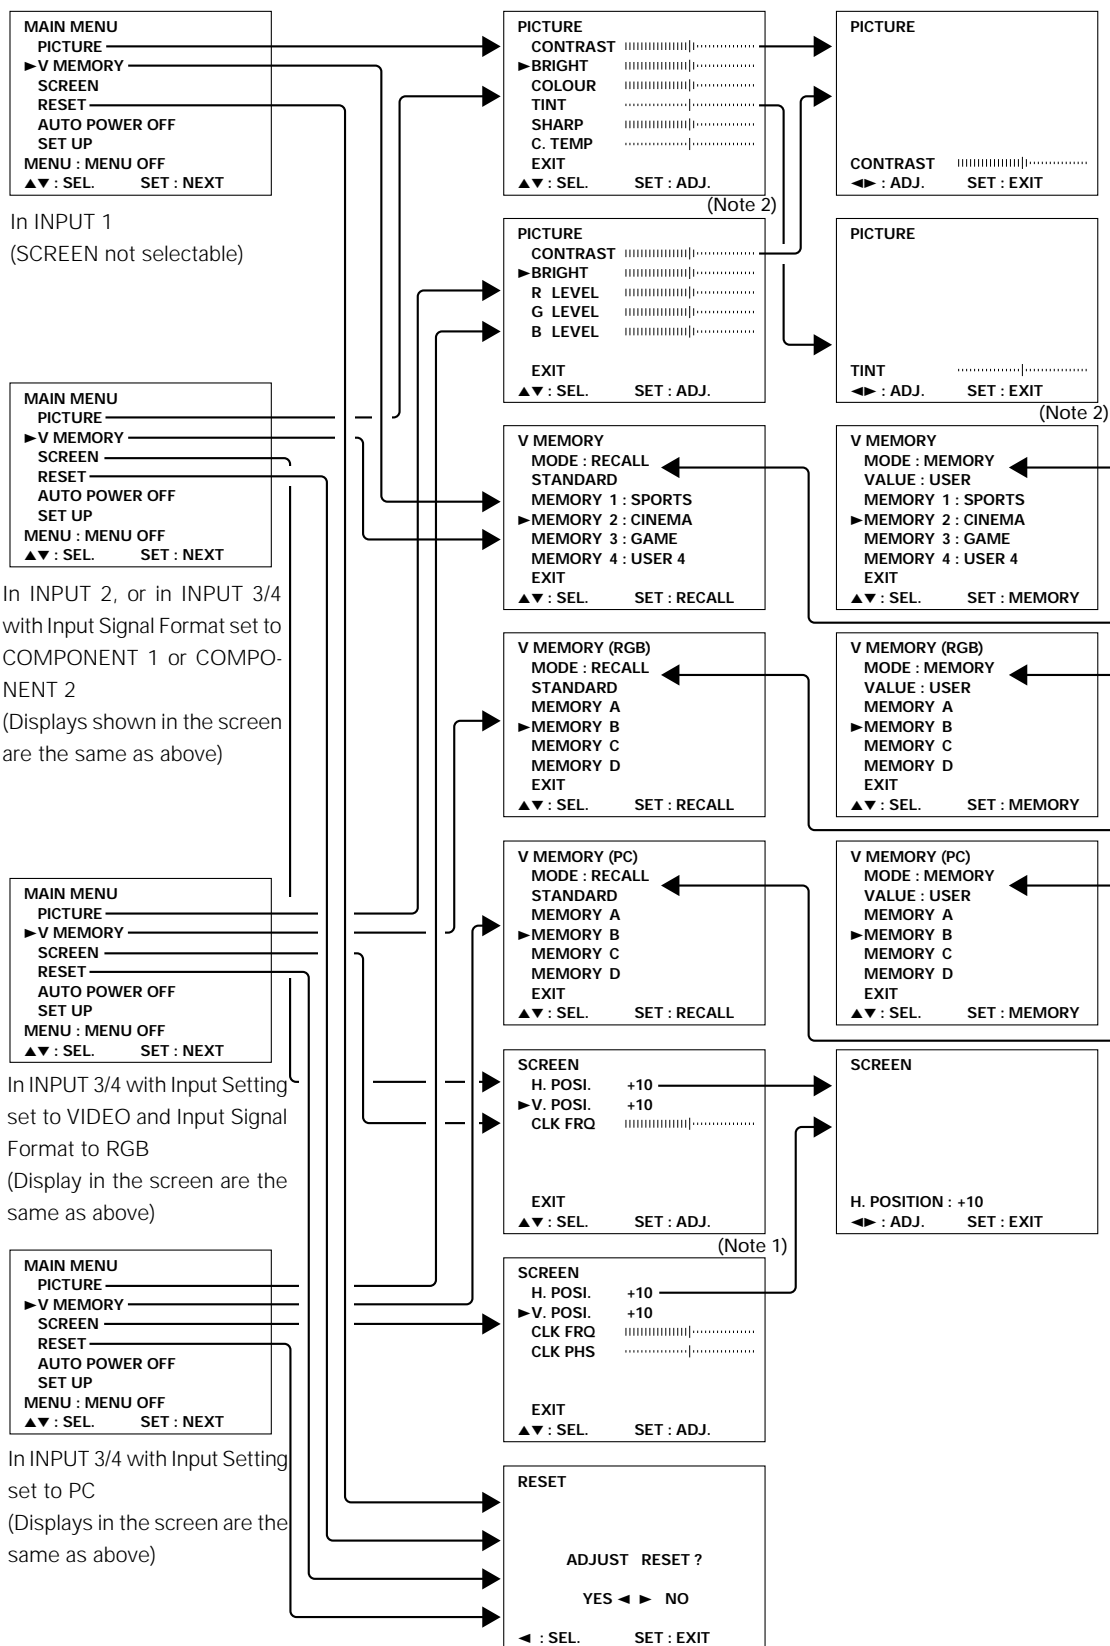 MAIN MENU
PICTURE
►V MEMORY
SCREEN
RESET
AUTO POWER OFF
SET UP
MENU : MENU OFF
▲▼ : SEL. SET : NEXT
In INPUT 1
(SCREEN not selectable)
MAIN MENU
PICTURE
►V MEMORY
SCREEN
RESET
AUTO POWER OFF
SET UP
MENU : MENU OFF
▲▼ : SEL. SET : NEXT
In INPUT 2, or in INPUT 3/4
with Input Signal Format set to
COMPONENT 1 or COMPO-
NENT 2
(Displays shown in the screen
are the same as above)
MAIN MENU
PICTURE
►V MEMORY
SCREEN
RESET
AUTO POWER OFF
SET UP
MENU : MENU OFF
▲▼ : SEL. SET : NEXT
In INPUT 3/4 with Input Setting
set to VIDEO and Input Signal
Format to RGB
(Display in the screen are the
same as above)
MAIN MENU
PICTURE
►V MEMORY
SCREEN
RESET
AUTO POWER OFF
SET UP
MENU : MENU OFF
▲▼ : SEL. SET : NEXT
In INPUT 3/4 with Input Setting
set to PC
(Displays in the screen are the
same as above)
PICTURE
CONTRAST
►BRIGHT
COLOUR
TINT
SHARP
C. TEMP
EXIT
▲▼ : SEL. SET : ADJ.
(Note 2)
PICTURE
CONTRAST
►BRIGHT
R LEVEL
G LEVEL
B LEVEL
EXIT
▲▼ : SEL. SET : ADJ.
V MEMORY
MODE : RECALL
STANDARD
MEMORY 1 : SPORTS
►MEMORY 2 : CINEMA
MEMORY 3 : GAME
MEMORY 4 : USER 4
EXIT
▲▼ : SEL. SET : RECALL
V MEMORY (RGB)
MODE : RECALL
STANDARD
MEMORY A
►MEMORY B
MEMORY C
MEMORY D
EXIT
▲▼ : SEL. SET : RECALL
V MEMORY (PC)
MODE : RECALL
STANDARD
MEMORY A
►MEMORY B
MEMORY C
MEMORY D
EXIT
▲▼ : SEL. SET : RECALL
SCREEN
H. POSI. +10
►V. POSI. +10
CLK FRQ
EXIT
▲▼ : SEL. SET : ADJ.
(Note 1)
SCREEN
H. POSI. +10
►V. POSI. +10
CLK FRQ
CLK PHS
EXIT
▲▼ : SEL. SET : ADJ.
RESET
ADJUST RESET ?
YES ◄ ► NO
◄ : SEL. SET : EXIT
PICTURE
CONTRAST
◄► : ADJ. SET : EXIT
PICTURE
TINT
◄► : ADJ. SET : EXIT
(Note 2)
V MEMORY
MODE : MEMORY
VALUE : USER
MEMORY 1 : SPORTS
►MEMORY 2 : CINEMA
MEMORY 3 : GAME
MEMORY 4 : USER 4
EXIT
▲▼ : SEL. SET : MEMORY
V MEMORY (RGB)
MODE : MEMORY
VALUE : USER
MEMORY A
►MEMORY B
MEMORY C
MEMORY D
EXIT
▲▼ : SEL. SET : MEMORY
V MEMORY (PC)
MODE : MEMORY
VALUE : USER
MEMORY A
►MEMORY B
MEMORY C
MEMORY D
EXIT
▲▼ : SEL. SET : MEMORY
SCREEN
H. POSITION : +10
◄► : ADJ. SET : EXIT